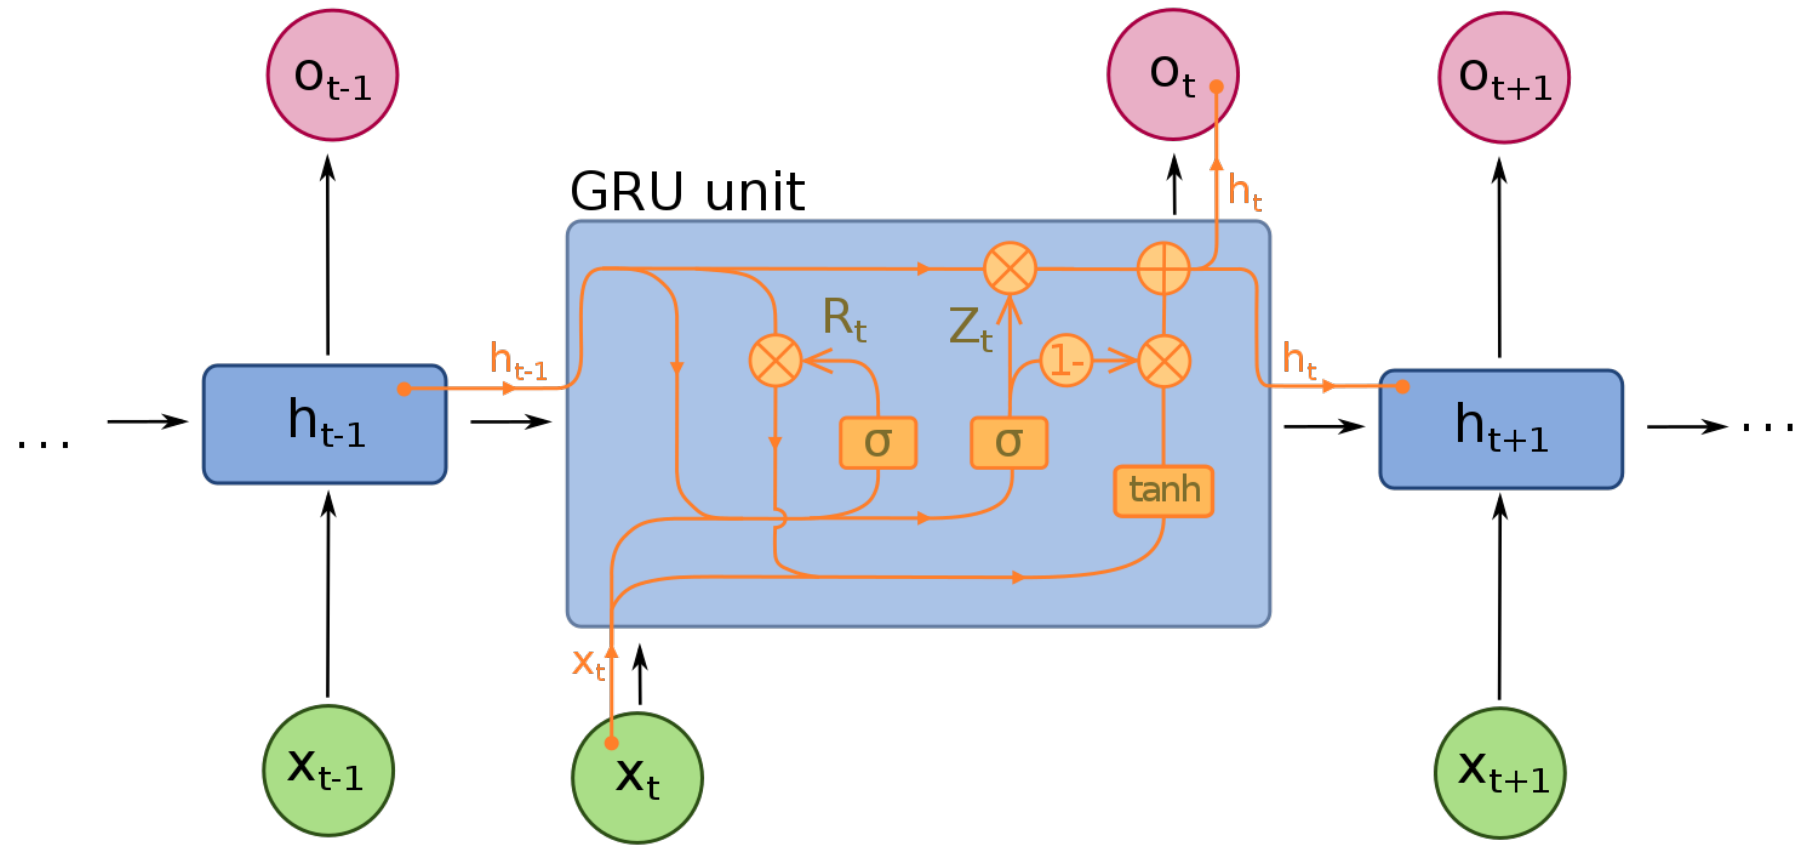 o_{t-1}
o_t
o_{t+1}
GRU unit
h_t
R_t
Z_t
h_{t-1}
1-
h_t
...
h_{t-1}
σ
σ
h_{t+1}
...
tanh
x_t
x_{t-1}
x_t
x_{t+1}